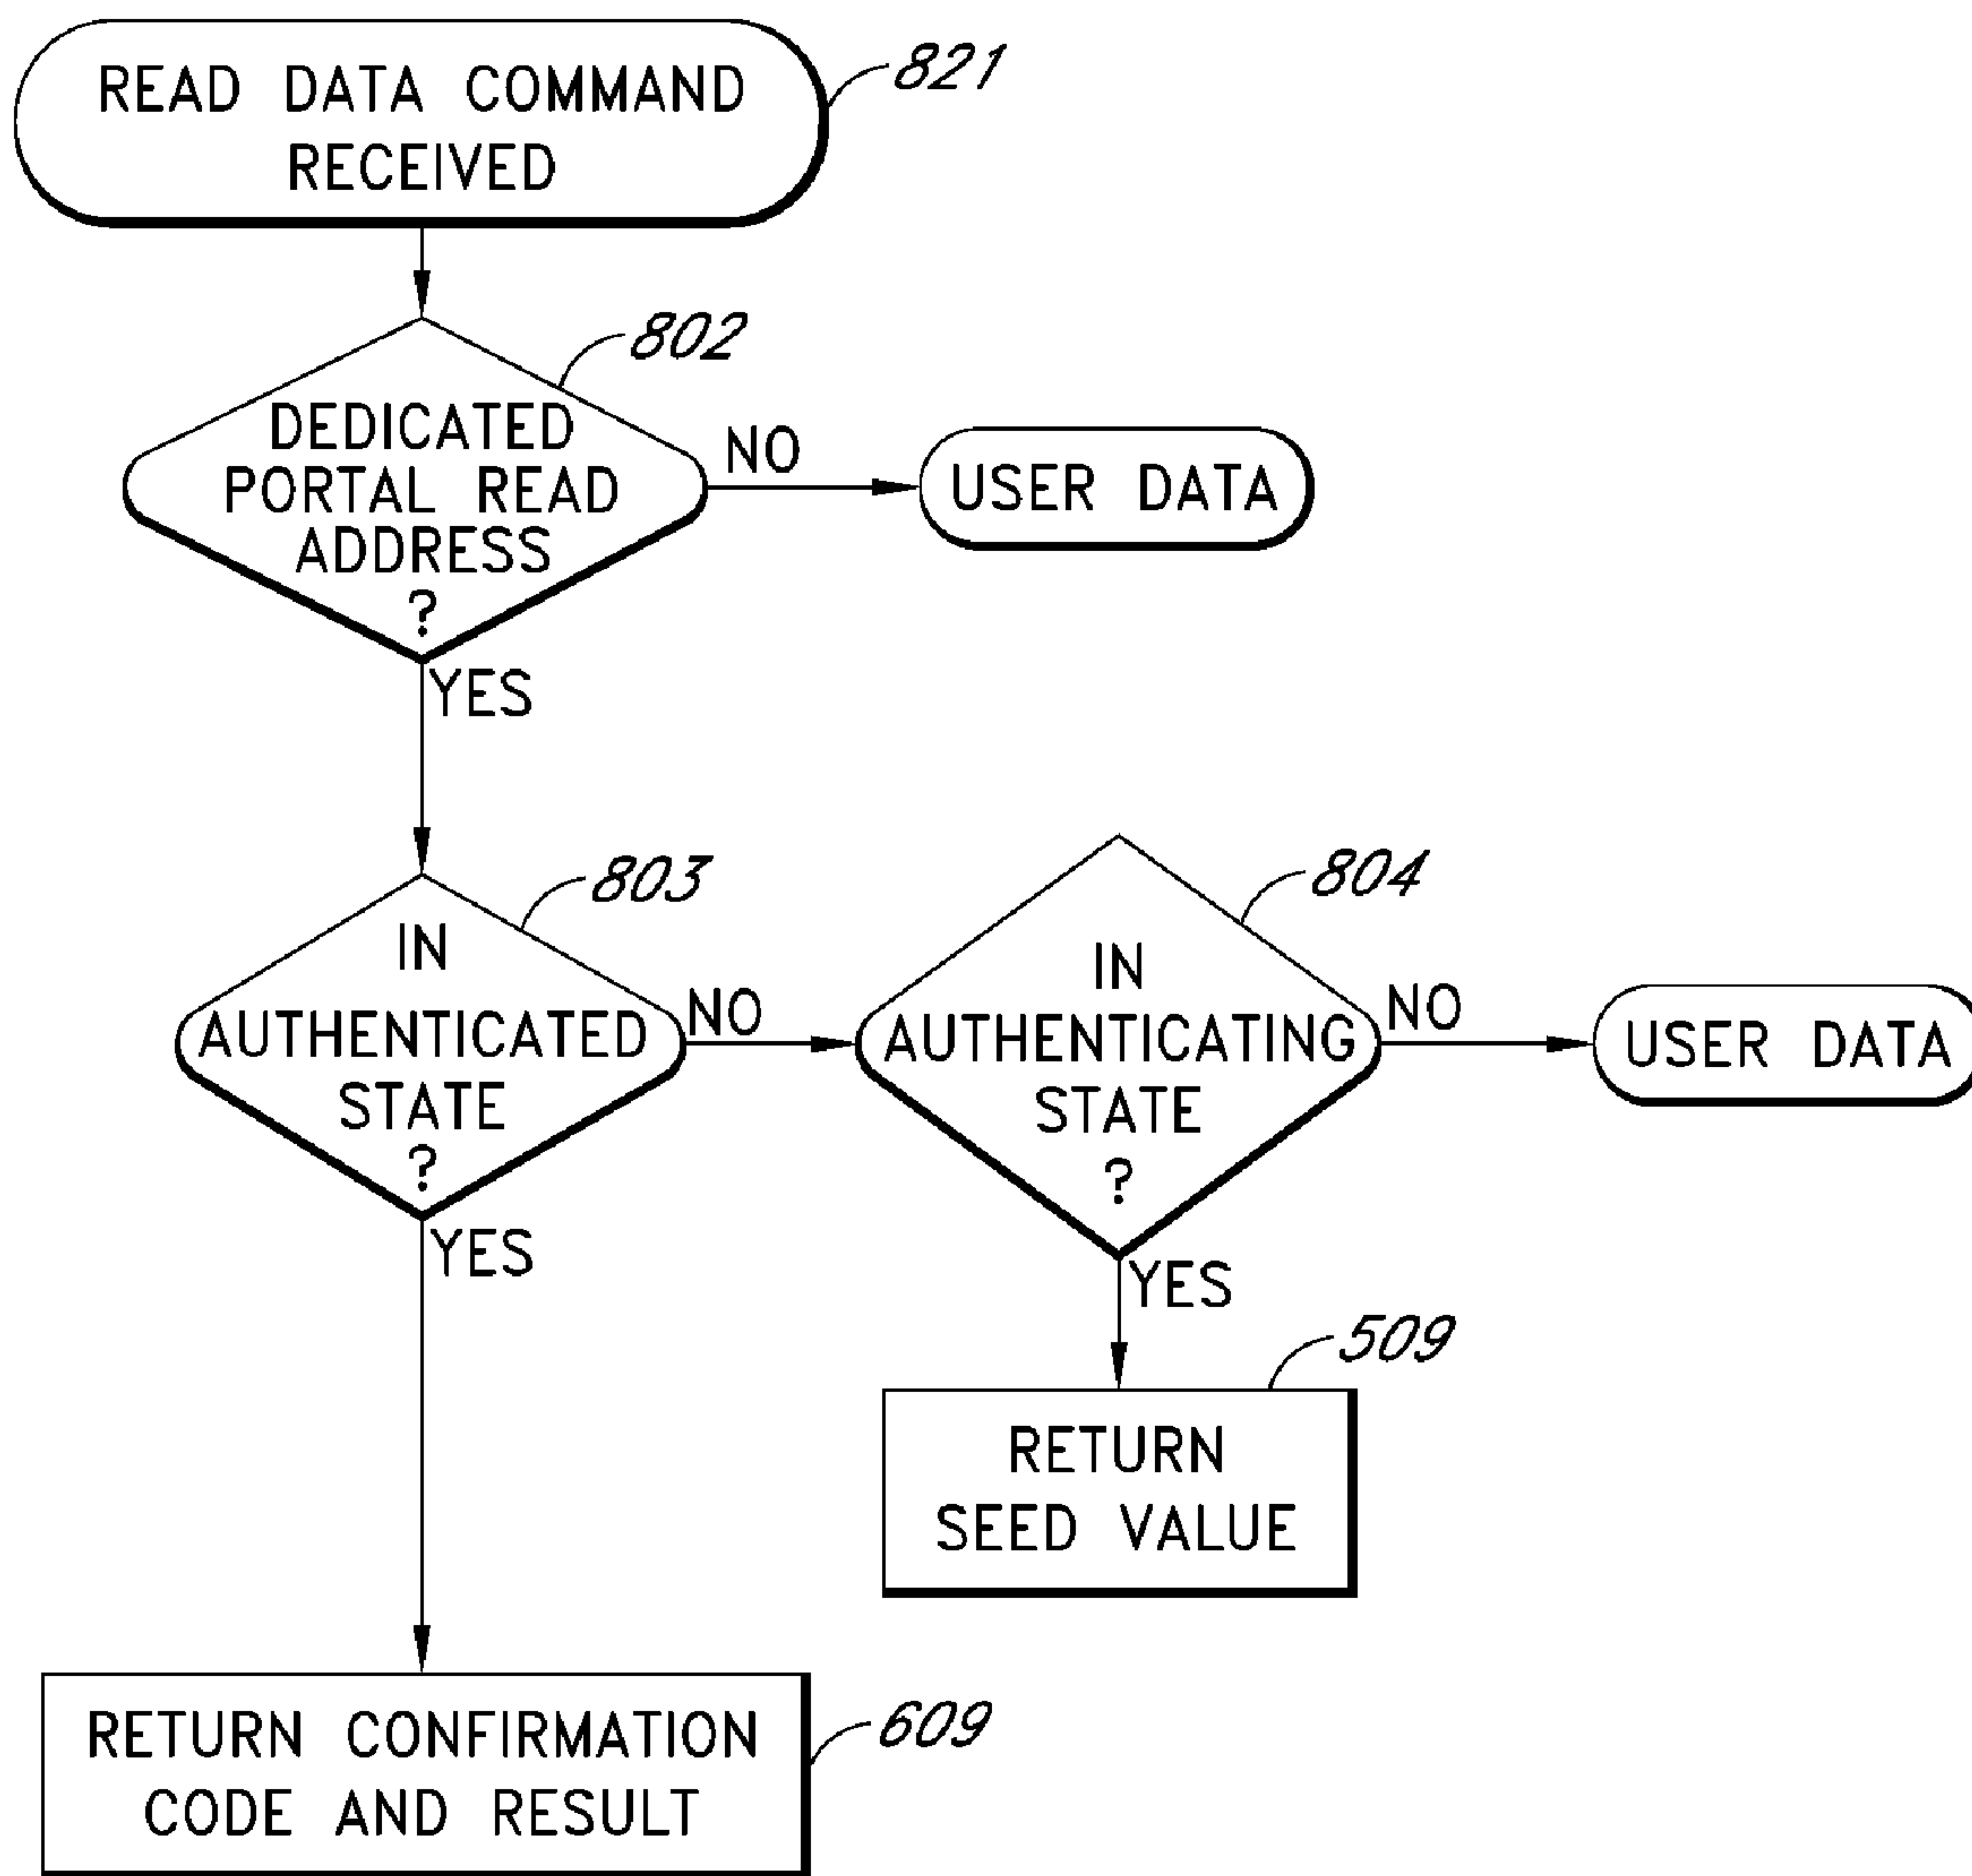 READ DATA COMMAND
RECEIVED
821
802
DEDICATED
PORTAL READ
ADDRESS
?
NO
USER DATA
YES
803
IN
AUTHENTICATED
STATE
?
NO
804
IN
AUTHENTICATING
STATE
?
NO
USER DATA
YES
YES
509
RETURN
SEED VALUE
RETURN CONFIRMATION
CODE AND RESULT
609